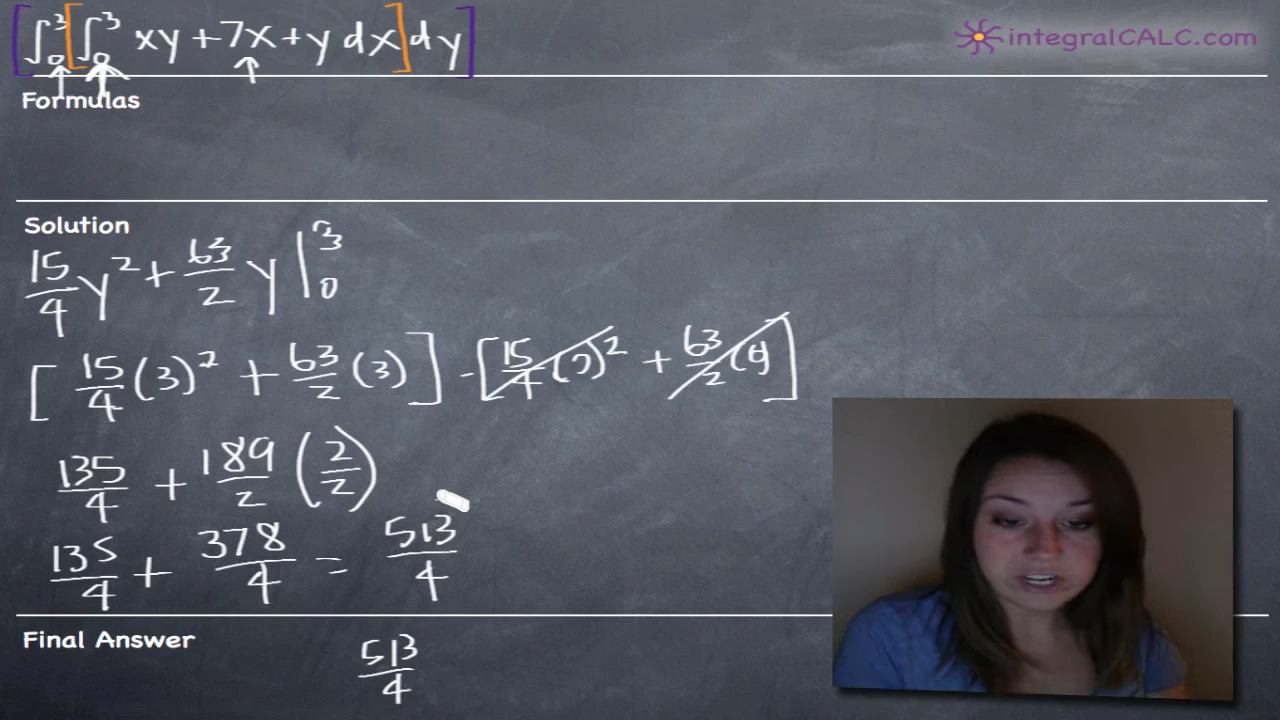 [∫₀³[∫₀³ xy + 7x + y dx]dy]
integralCALC.com
Formulas
Solution
15/4 y² + 63/2 y |₀³
[15/4 (3)² + 63/2 (3)] - [15/4 (0)² + 63/2 (0)]
135/4 + 189/2 (2/2)
135/4 + 378/4 = 513/4
Final Answer
513/4